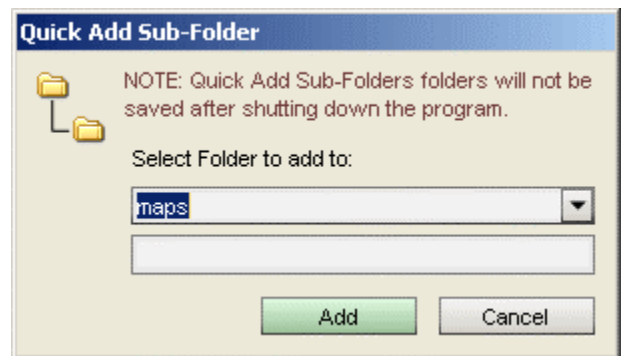 Quick Add Sub-Folder
NOTE: Quick Add Sub-Folders folders will not be
saved after shutting down the program.
Select Folder to add to:
maps
Add
Cancel